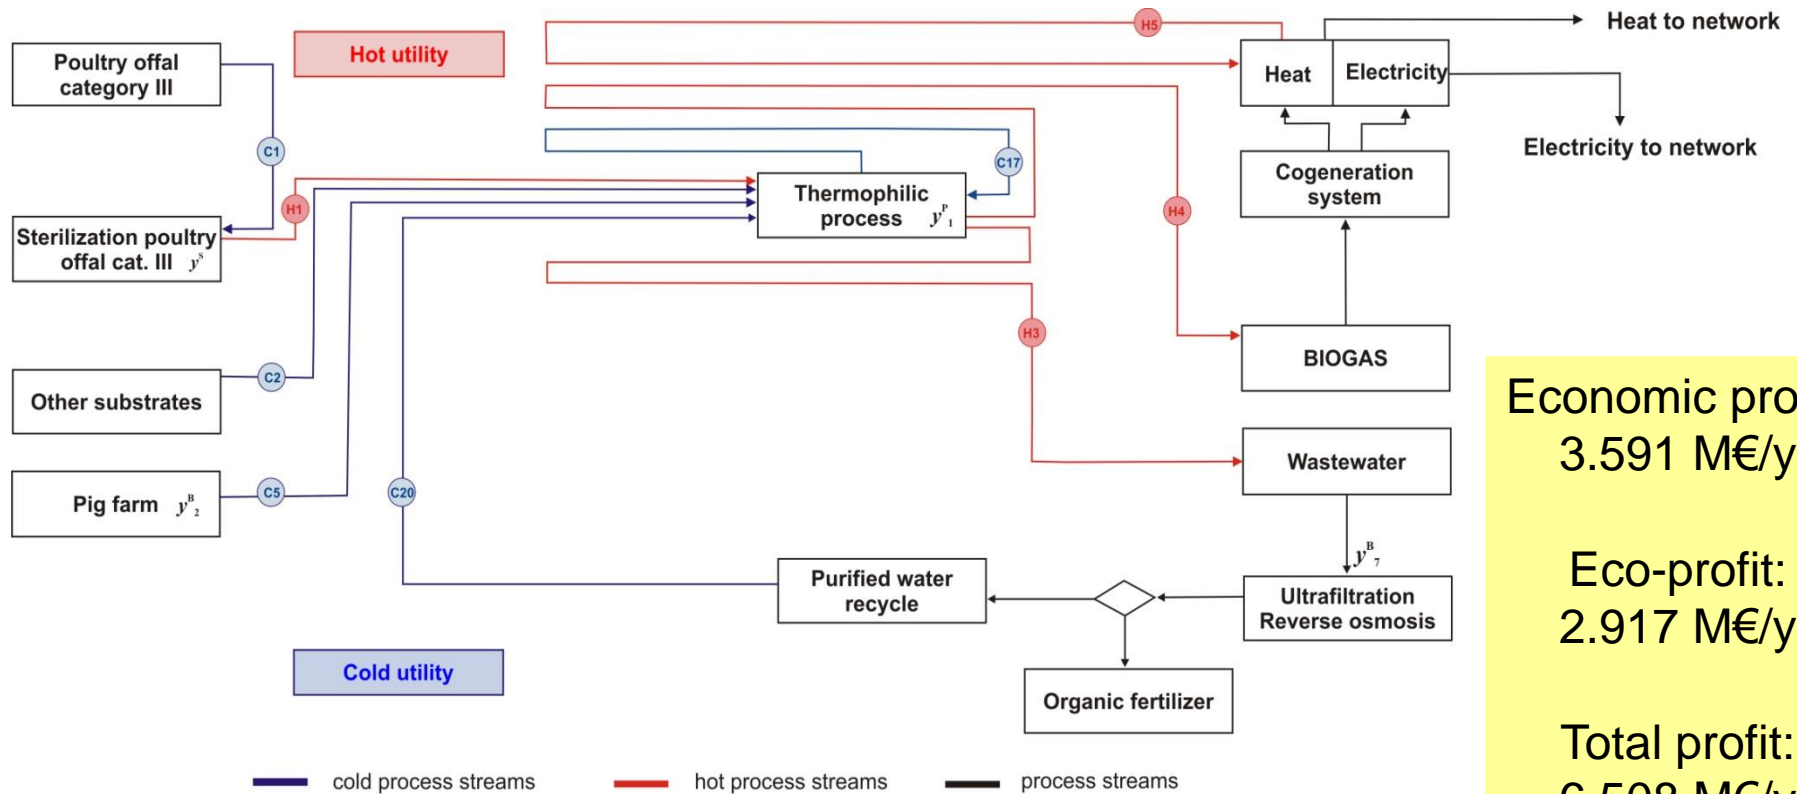 Heat to network
Hot utility
H5
Poultry offal
category III
Heat
Electricity
Electricity to network
C1
C17
Cogeneration
system
Thermophilic
process y^P_1
H1
H4
Sterilization poultry
offal cat. III y^s
H3
BIOGAS
C2
Other substrates
Wastewater
C5
C20
Pig farm y^B_2
y^B_7
Purified water
recycle
Ultrafiltration
Reverse osmosis
Cold utility
Organic fertilizer
cold process streams
hot process streams
process streams
Economic
3.591 M€/y
Eco-profit:
2.917 M€/y
Total profit: